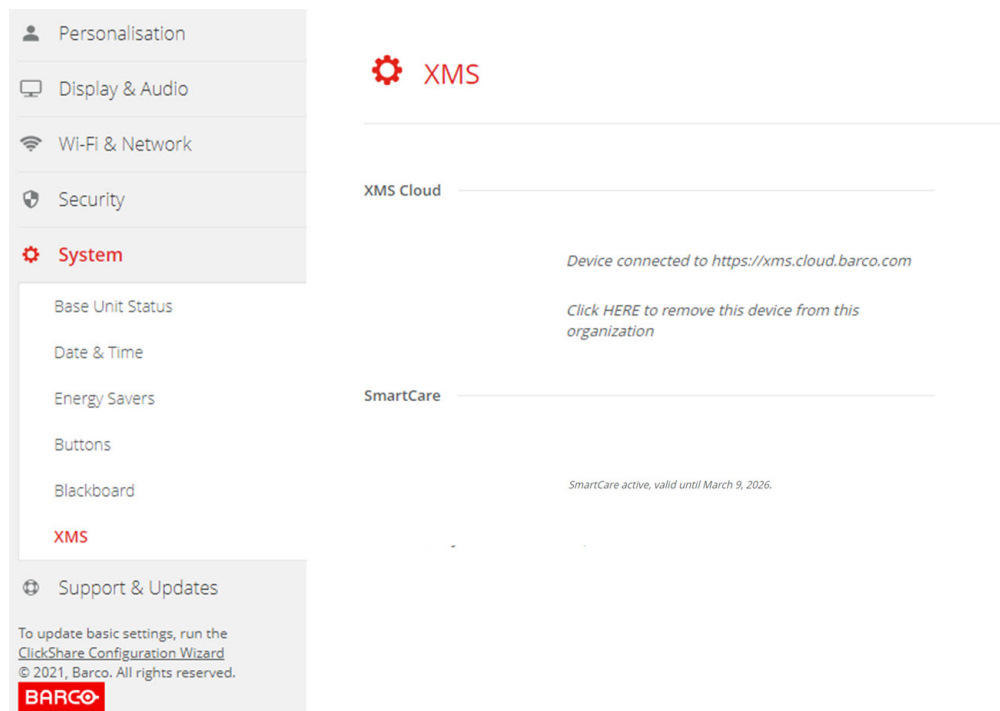 Personalisation
Display & Audio
Wi-Fi & Network
Security
System
Base Unit Status
Date & Time
Energy Savers
Buttons
Blackboard
XMS
Support & Updates
To update basic settings, run the
ClickShare Configuration Wizard
© 2021, Barco. All rights reserved.
BARCO
XMS
XMS Cloud
Device connected to https://xms.cloud.barco.com
Click HERE to remove this device from this
organization
SmartCare
SmartCare active, valid until March 9, 2026.